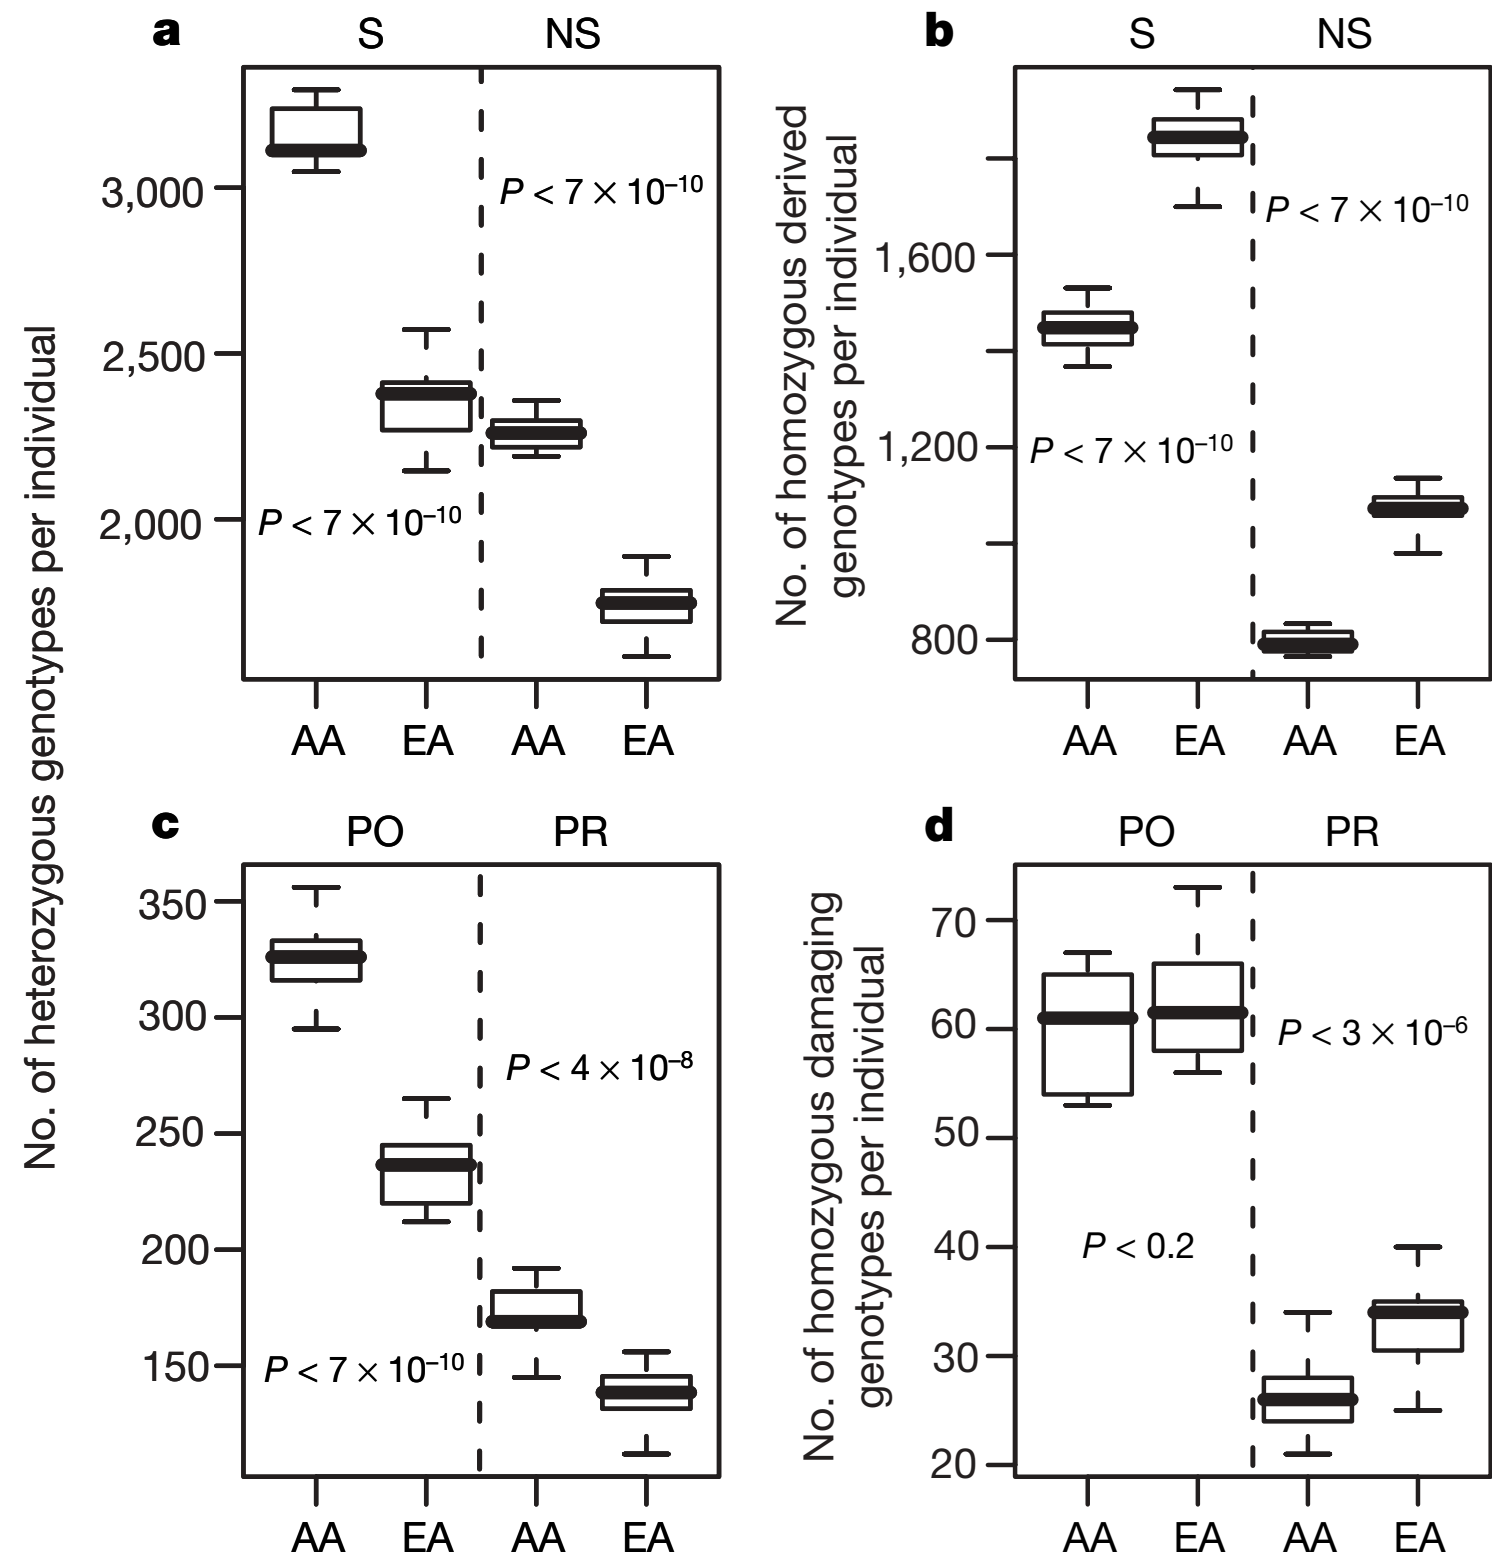 a
S NS
No. of heterozygous genotypes per individual
3,000
2,500
2,000
P < 7 × 10⁻¹⁰
P < 7 × 10⁻¹⁰
AA EA AA EA
b
S NS
No. of homozygous derived
genotypes per individual
1,600
1,200
800
P < 7 × 10⁻¹⁰
P < 7 × 10⁻¹⁰
AA EA AA EA
c
PO PR
350
300
250
200
150
P < 4 × 10⁻⁸
P < 7 × 10⁻¹⁰
AA EA AA EA
d
PO PR
No. of homozygous damaging
genotypes per individual
70
60
50
40
30
20
P < 3 × 10⁻⁶
P < 0.2
AA EA AA EA